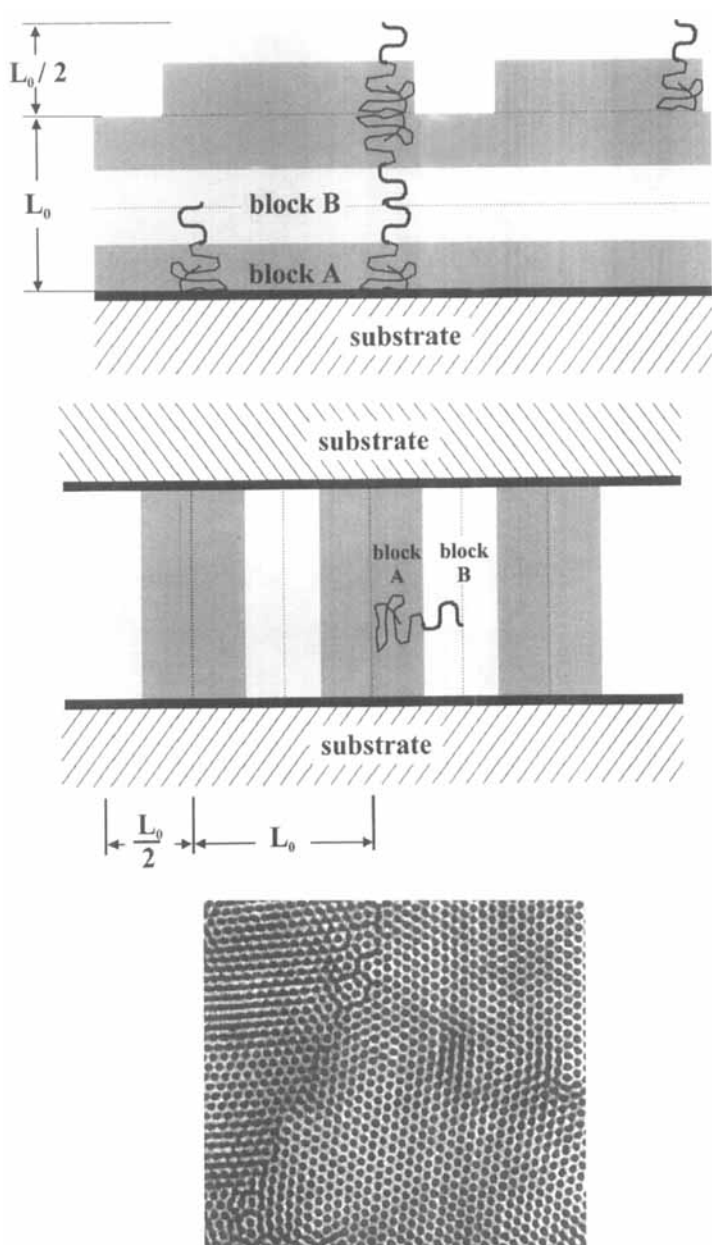 L₀/2
L₀
block B
block A
substrate
substrate
block
A
block
B
substrate
L₀
2
L₀